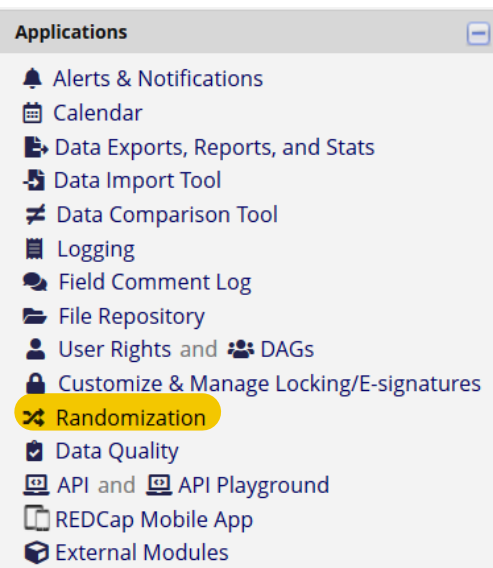 Applications
Alerts & Notifications
Calendar
Data Exports, Reports, and Stats
Data Import Tool
Data Comparison Tool
Logging
Field Comment Log
File Repository
User Rights and DAGs
Customize & Manage Locking/E-signatures
Randomization
Data Quality
API and API Playground
REDCap Mobile App
External Modules